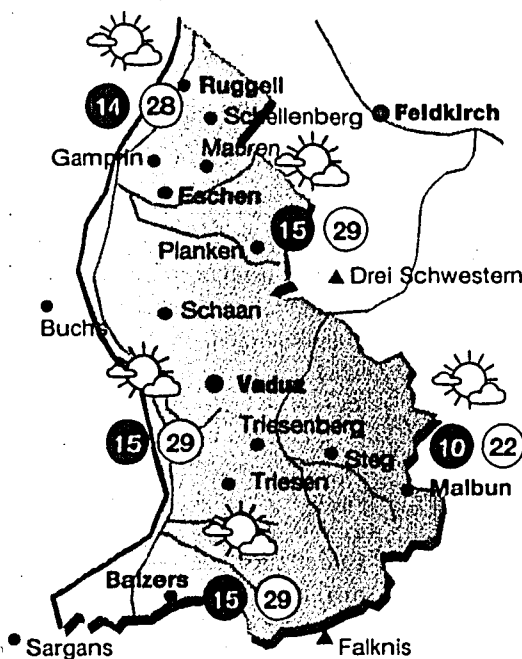 Ruggell
14 28
Schellenberg
Feldkirch
Gamprin
Mauren
Eschen
15 29
Planken
Drei Schwestern
Buchs
Schaan
Vaduz
15 29
Triesenberg
10 22
Steg
Triesen
Malbun
Balzers
15 29
Sargans
Falknis